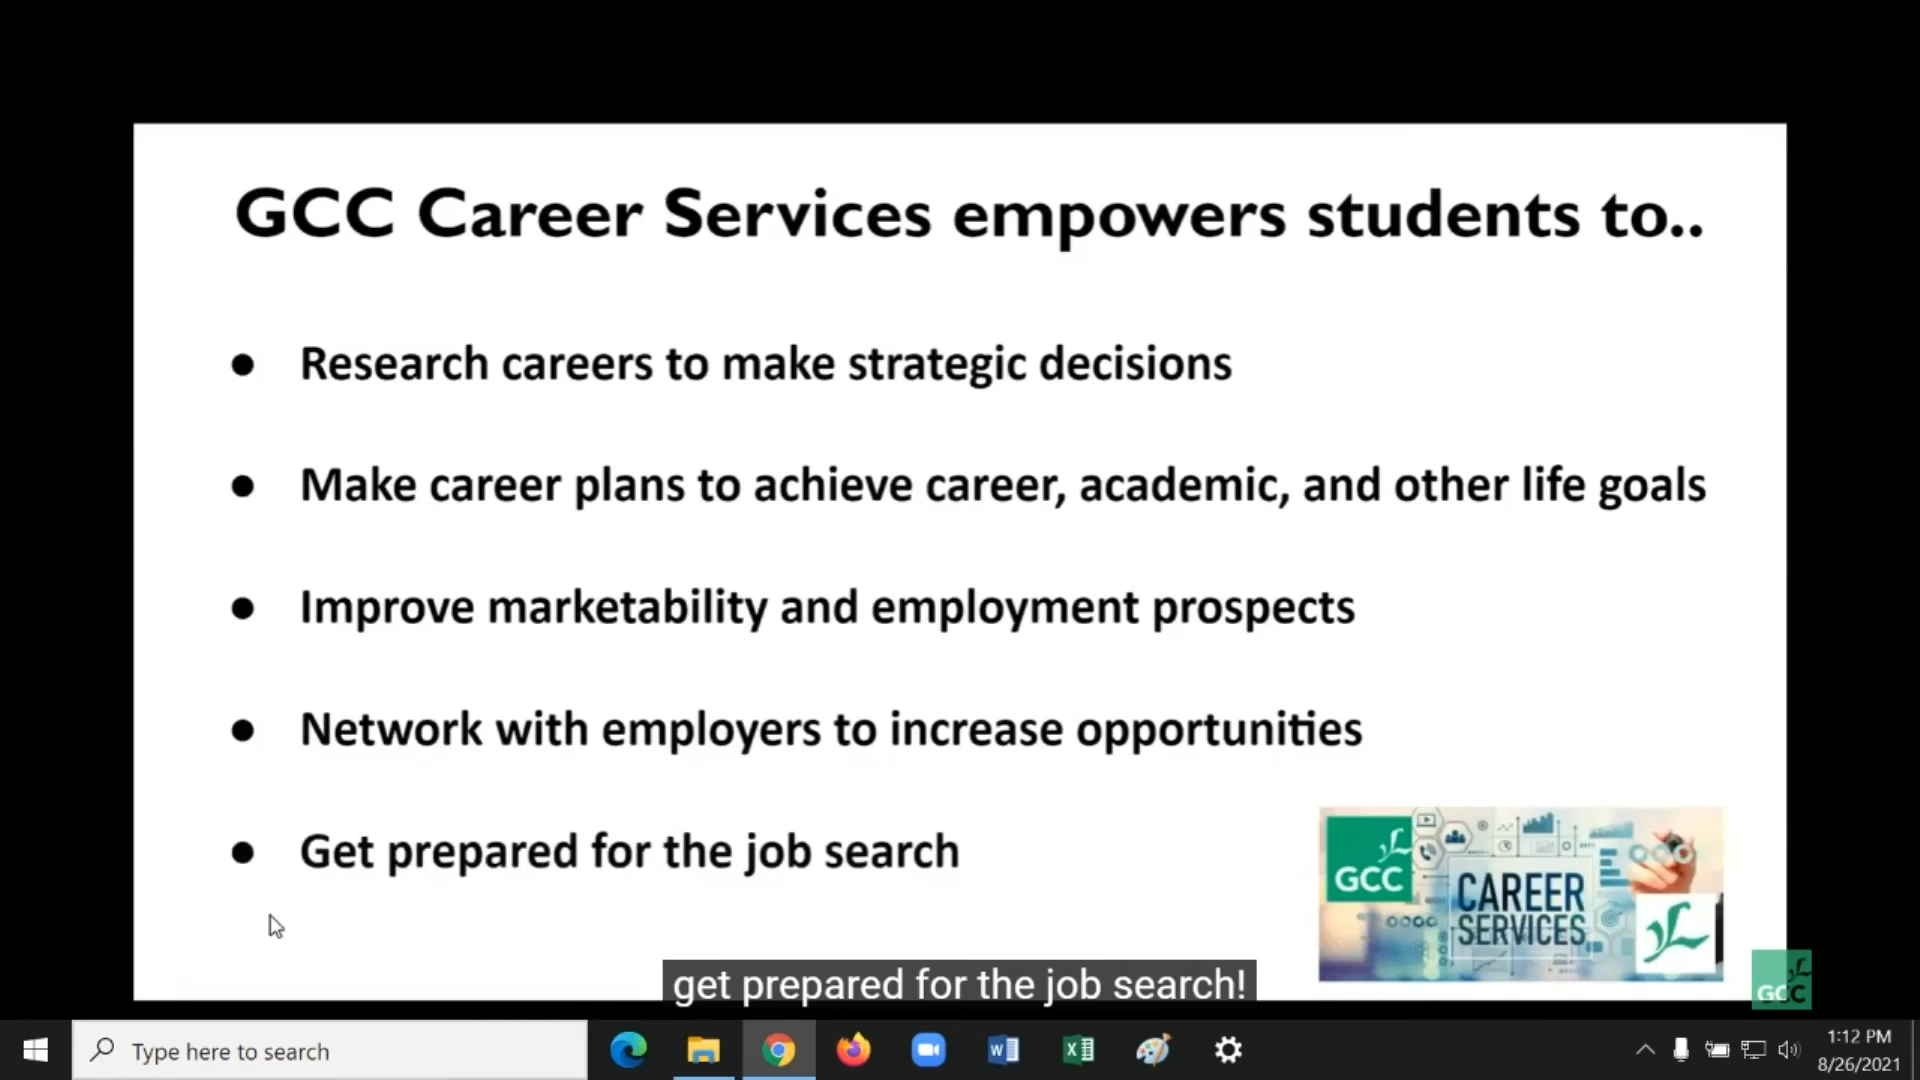 GCC Career Services empowers students to..
● Research careers to make strategic decisions
● Make career plans to achieve career, academic, and other life goals
● Improve marketability and employment prospects
● Network with employers to increase opportunities
● Get prepared for the job search
GCC
CAREER
SERVICES
get prepared for the job search!
GCC
Type here to search
1:12 PM
8/26/2021